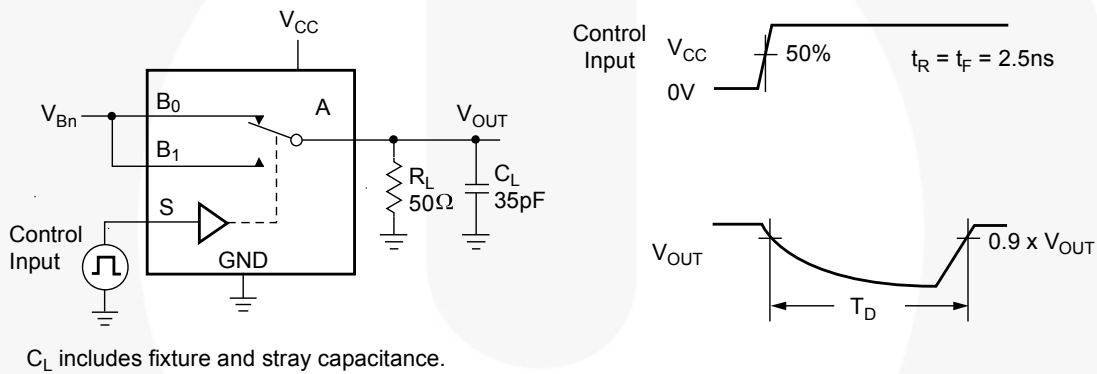 V_CC
B_0
A
V_Bn
V_OUT
B_1
R_L
50Ω
C_L
35pF
S
Control
Input
GND
C_L includes fixture and stray capacitance.
Control
Input
V_CC
50%
t_R = t_F = 2.5ns
0V
V_OUT
0.9 x V_OUT
T_D